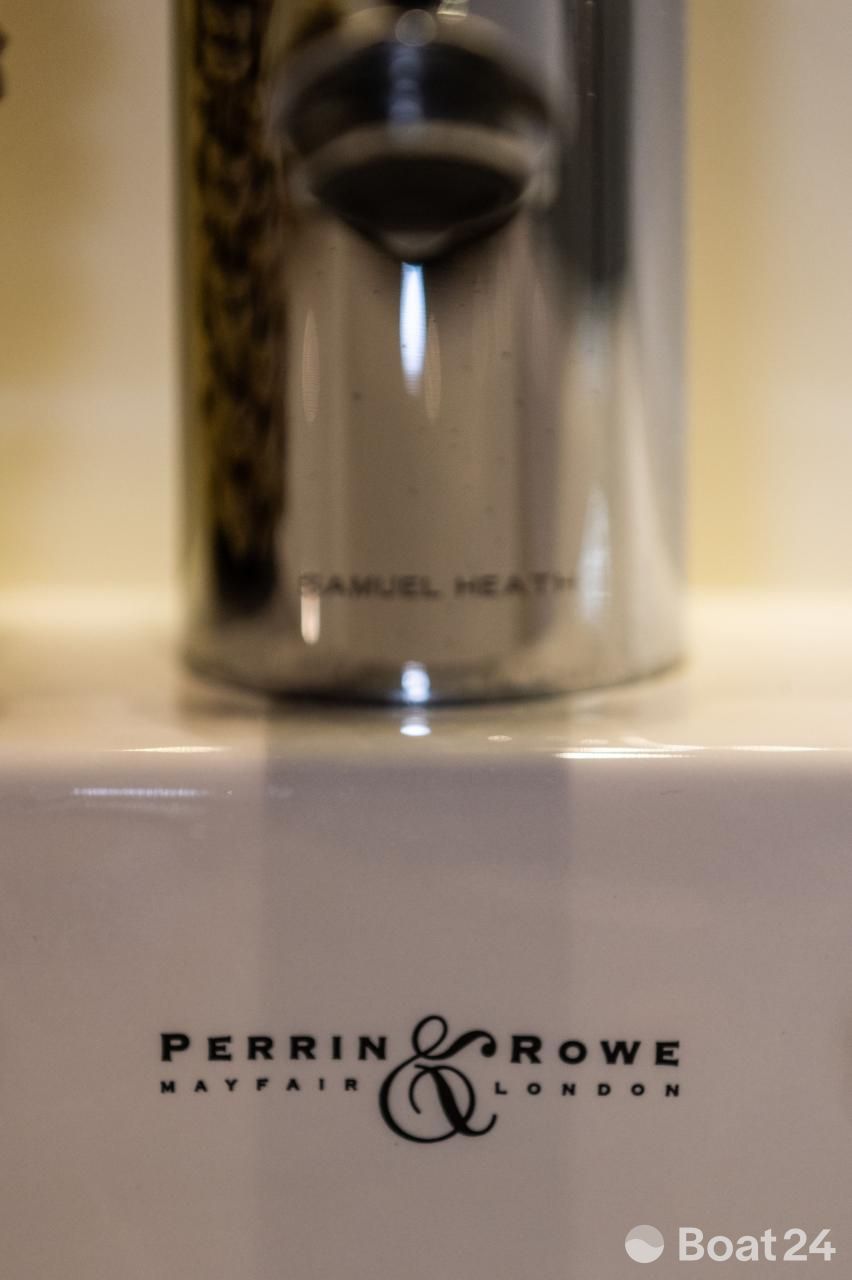 SAMUEL HEATH
PERRIN & ROWE
MAYFAIR LONDON
Boat24